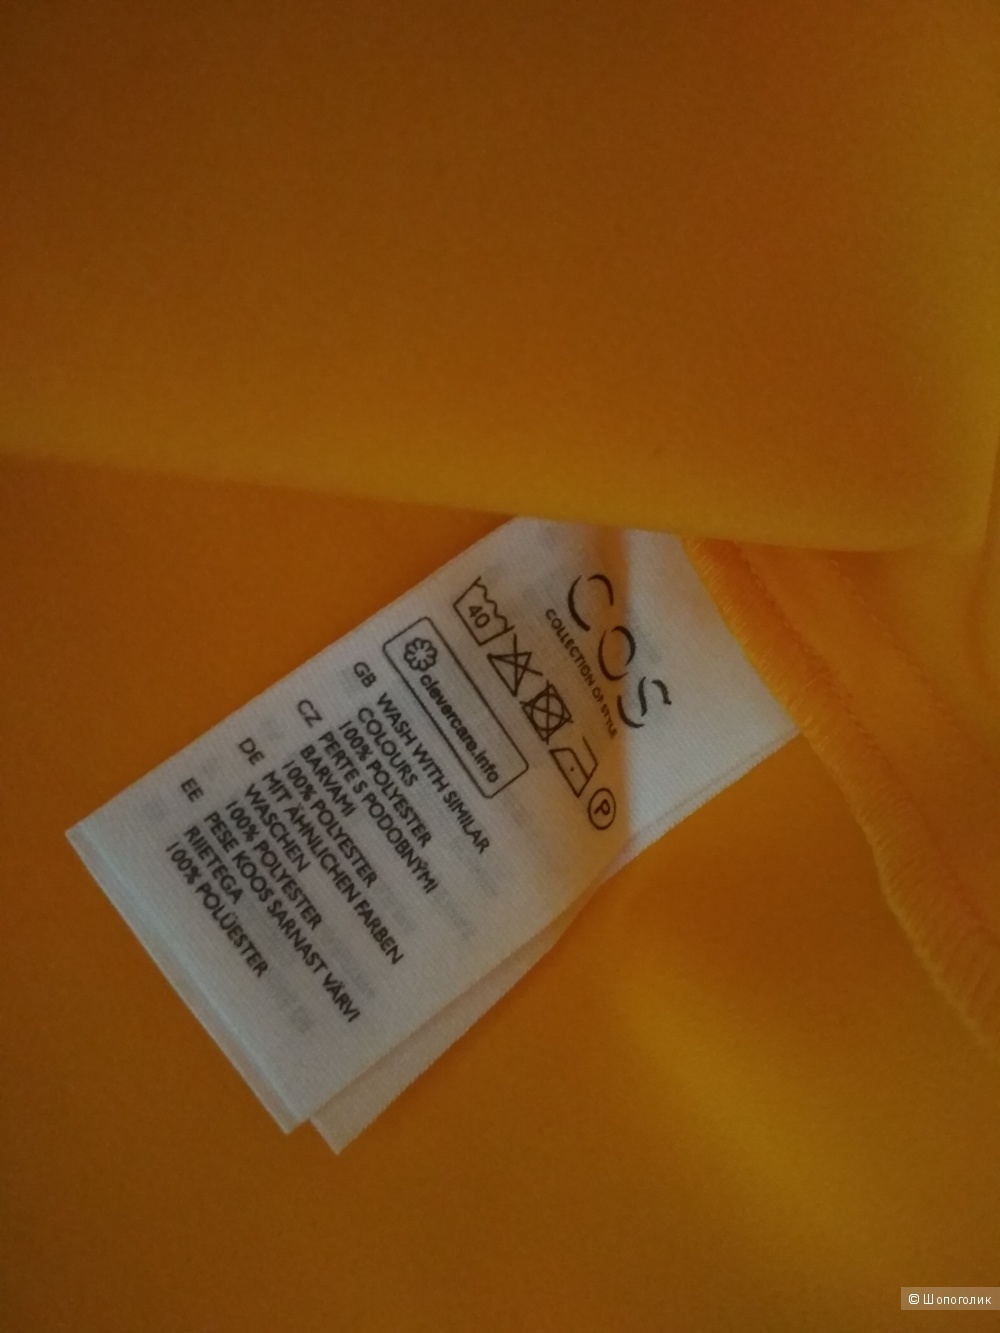 COS
COLLECTION OF STYLE
40
P
clevercare.info
GB WASH WITH SIMILAR
COLOURS
100% POLYESTER
CZ PERTE S PODOBNÝMI
BARVAMI
100% POLYESTER
DE MIT ÄHNLICHEN FARBEN
WASCHEN
100% POLYESTER
EE PESE KOOS SARNAST VÄRVI
RIIETEGA
100% POLÜESTER
© Шопоголик